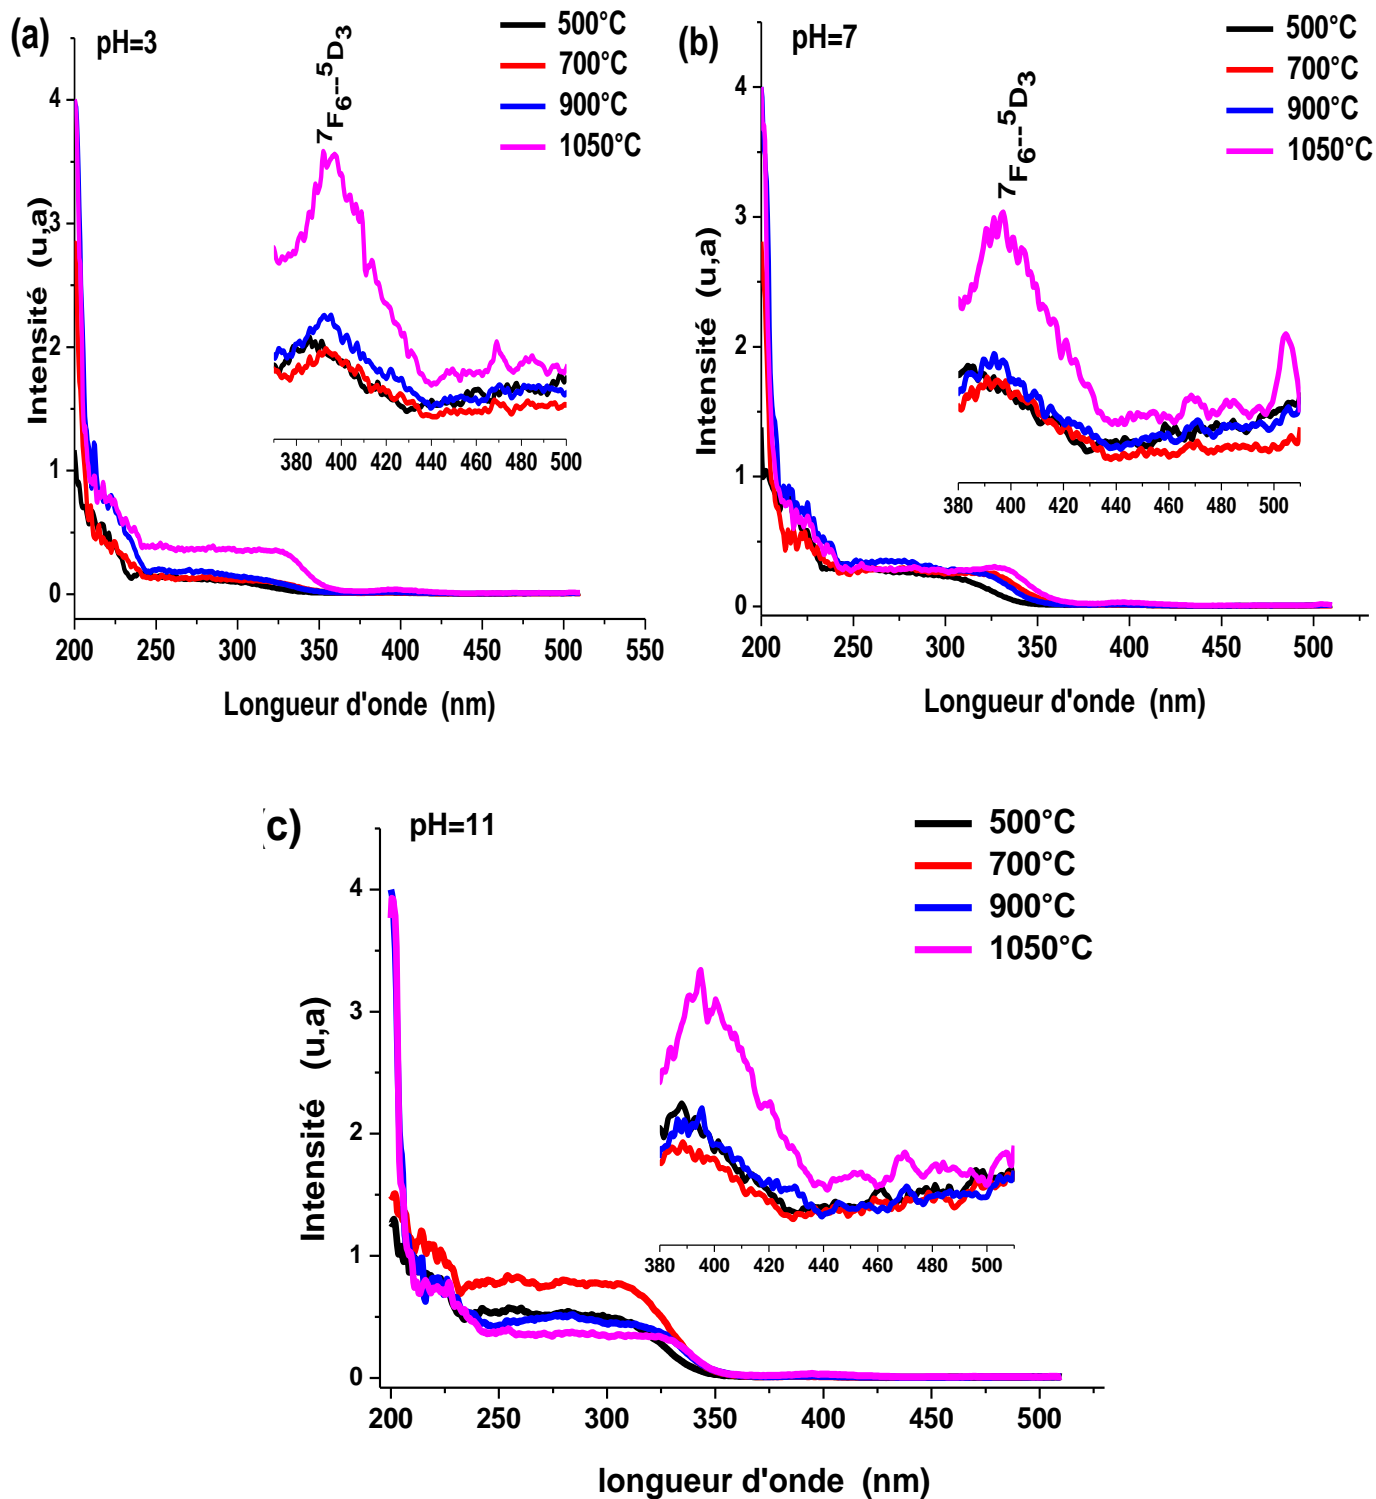 (a)
pH=3
500°C
700°C
900°C
1050°C
⁷F₆---⁵D₃
Intensité (u,a)
4
3
2
1
0
380 400 420 440 460 480 500
200 250 300 350 400 450 500 550
Longueur d'onde (nm)
(b)
pH=7
500°C
700°C
900°C
1050°C
⁷F₆---⁵D₃
Intensité (u,a)
4
3
2
1
0
380 400 420 440 460 480 500
200 250 300 350 400 450 500
Longueur d'onde (nm)
(c)
pH=11
500°C
700°C
900°C
1050°C
Intensité (u,a)
4
3
2
1
0
380 400 420 440 460 480 500
200 250 300 350 400 450 500
longueur d'onde (nm)